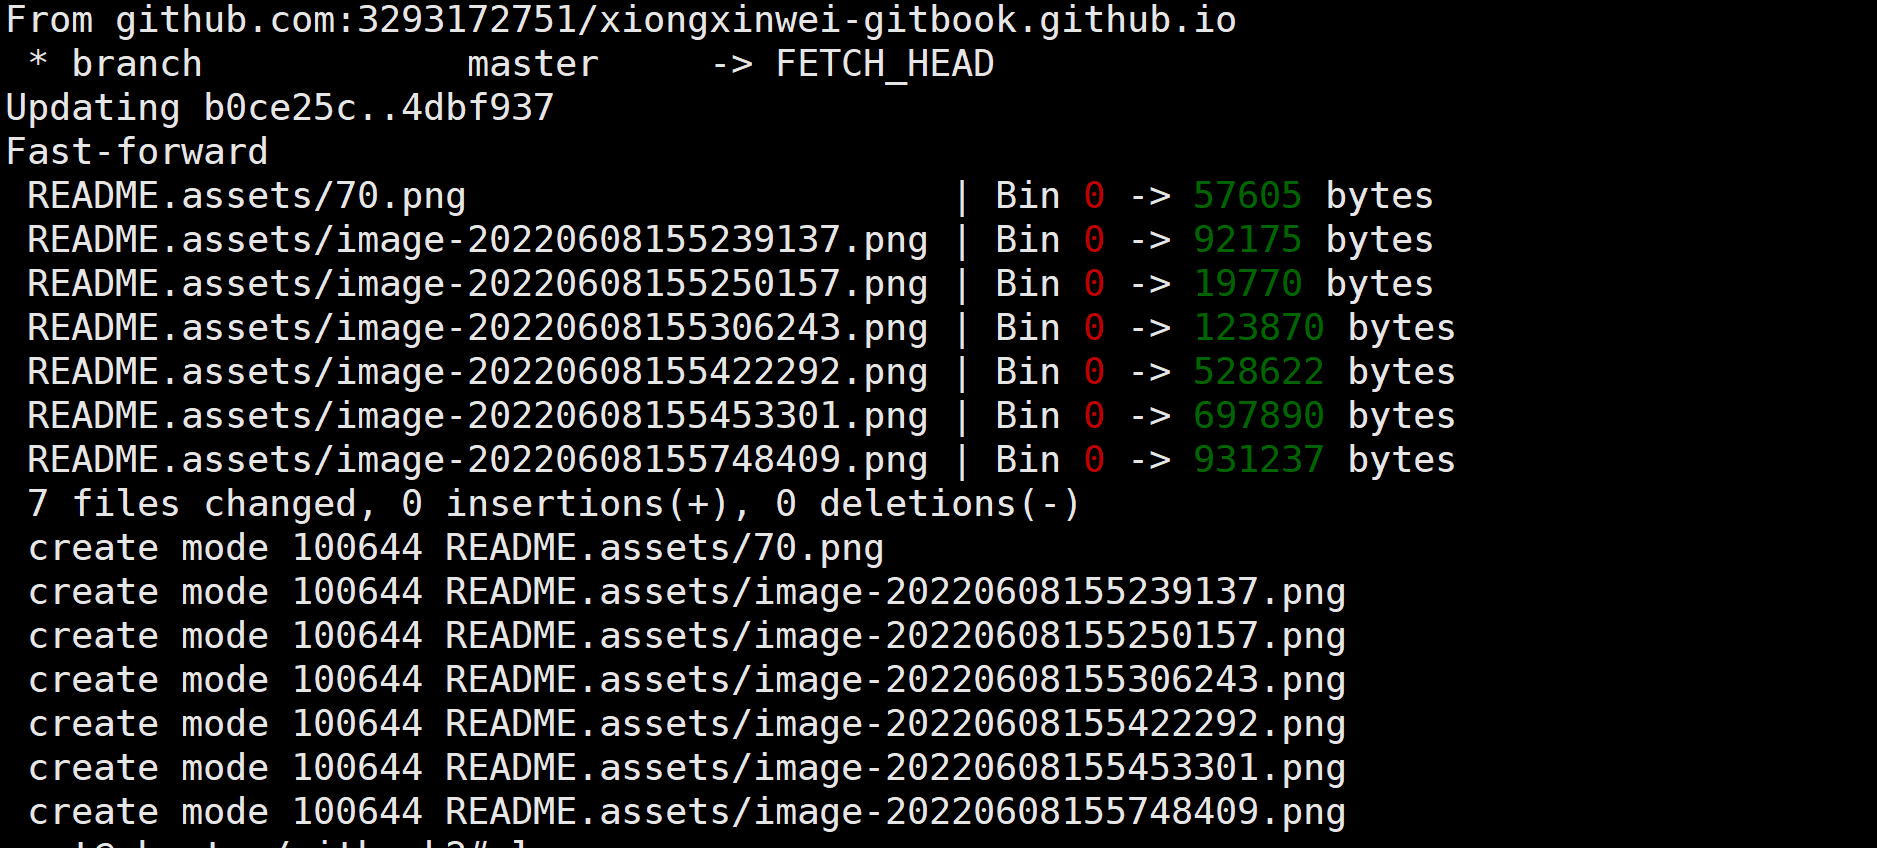 From github.com:3293172751/xiongxinwei-gitbook.github.io
 * branch            master     -> FETCH_HEAD
Updating b0ce25c..4dbf937
Fast-forward
 README.assets/70.png                      | Bin 0 -> 57605 bytes
 README.assets/image-20220608155239137.png | Bin 0 -> 92175 bytes
 README.assets/image-20220608155250157.png | Bin 0 -> 19770 bytes
 README.assets/image-20220608155306243.png | Bin 0 -> 123870 bytes
 README.assets/image-20220608155422292.png | Bin 0 -> 528622 bytes
 README.assets/image-20220608155453301.png | Bin 0 -> 697890 bytes
 README.assets/image-20220608155748409.png | Bin 0 -> 931237 bytes
 7 files changed, 0 insertions(+), 0 deletions(-)
 create mode 100644 README.assets/70.png
 create mode 100644 README.assets/image-20220608155239137.png
 create mode 100644 README.assets/image-20220608155250157.png
 create mode 100644 README.assets/image-20220608155306243.png
 create mode 100644 README.assets/image-20220608155422292.png
 create mode 100644 README.assets/image-20220608155453301.png
 create mode 100644 README.assets/image-20220608155748409.png